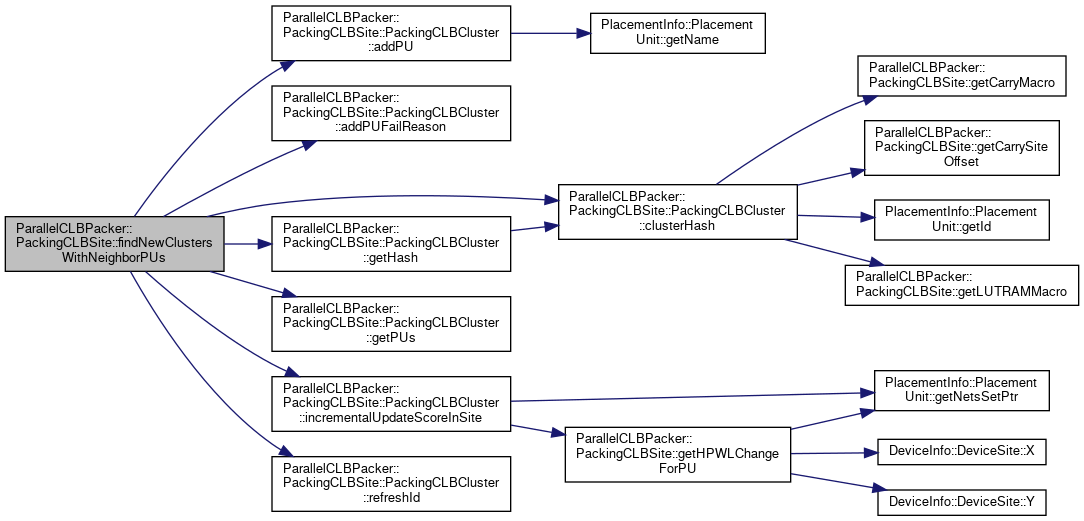 ParallelCLBPacker::
PackingCLBSite::findNewClusters
WithNeighborPUs
ParallelCLBPacker::
PackingCLBSite::PackingCLBCluster
::addPU
PlacementInfo::Placement
Unit::getName
ParallelCLBPacker::
PackingCLBSite::PackingCLBCluster
::addPUFailReason
ParallelCLBPacker::
PackingCLBSite::PackingCLBCluster
::clusterHash
ParallelCLBPacker::
PackingCLBSite::getCarryMacro
ParallelCLBPacker::
PackingCLBSite::getCarrySite
Offset
PlacementInfo::Placement
Unit::getId
ParallelCLBPacker::
PackingCLBSite::getLUTRAMMacro
ParallelCLBPacker::
PackingCLBSite::PackingCLBCluster
::getHash
ParallelCLBPacker::
PackingCLBSite::PackingCLBCluster
::getPUs
ParallelCLBPacker::
PackingCLBSite::PackingCLBCluster
::incrementalUpdateScoreInSite
PlacementInfo::Placement
Unit::getNetsSetPtr
ParallelCLBPacker::
PackingCLBSite::getHPWLChange
ForPU
DeviceInfo::DeviceSite::X
DeviceInfo::DeviceSite::Y
ParallelCLBPacker::
PackingCLBSite::PackingCLBCluster
::refreshId